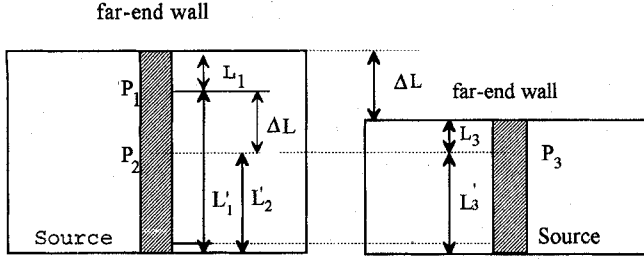 far-end wall
L1
P1
ΔL
P2
L'1
L'2
Source
ΔL
far-end wall
L3
P3
L'3
Source